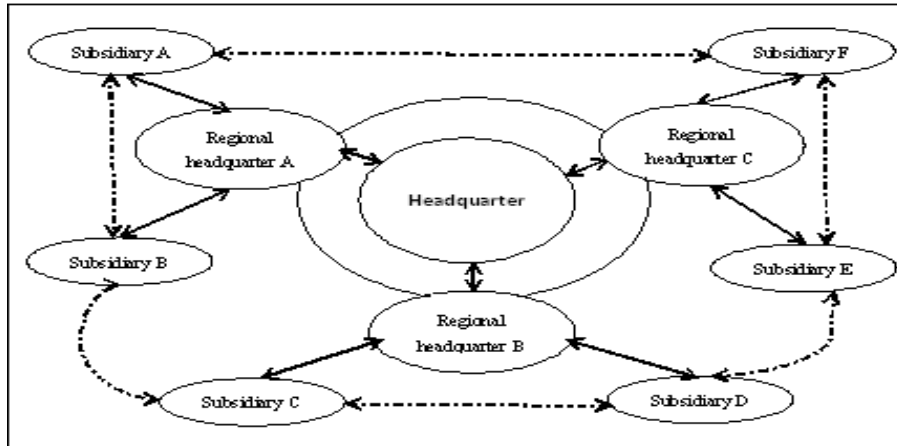 Subsidiary A
Subsidiary F
Regional
headquarter A
Regional
headquarter C
Headquarter
Subsidiary B
Subsidiary E
Regional
headquarter B
Subsidiary C
Subsidiary D